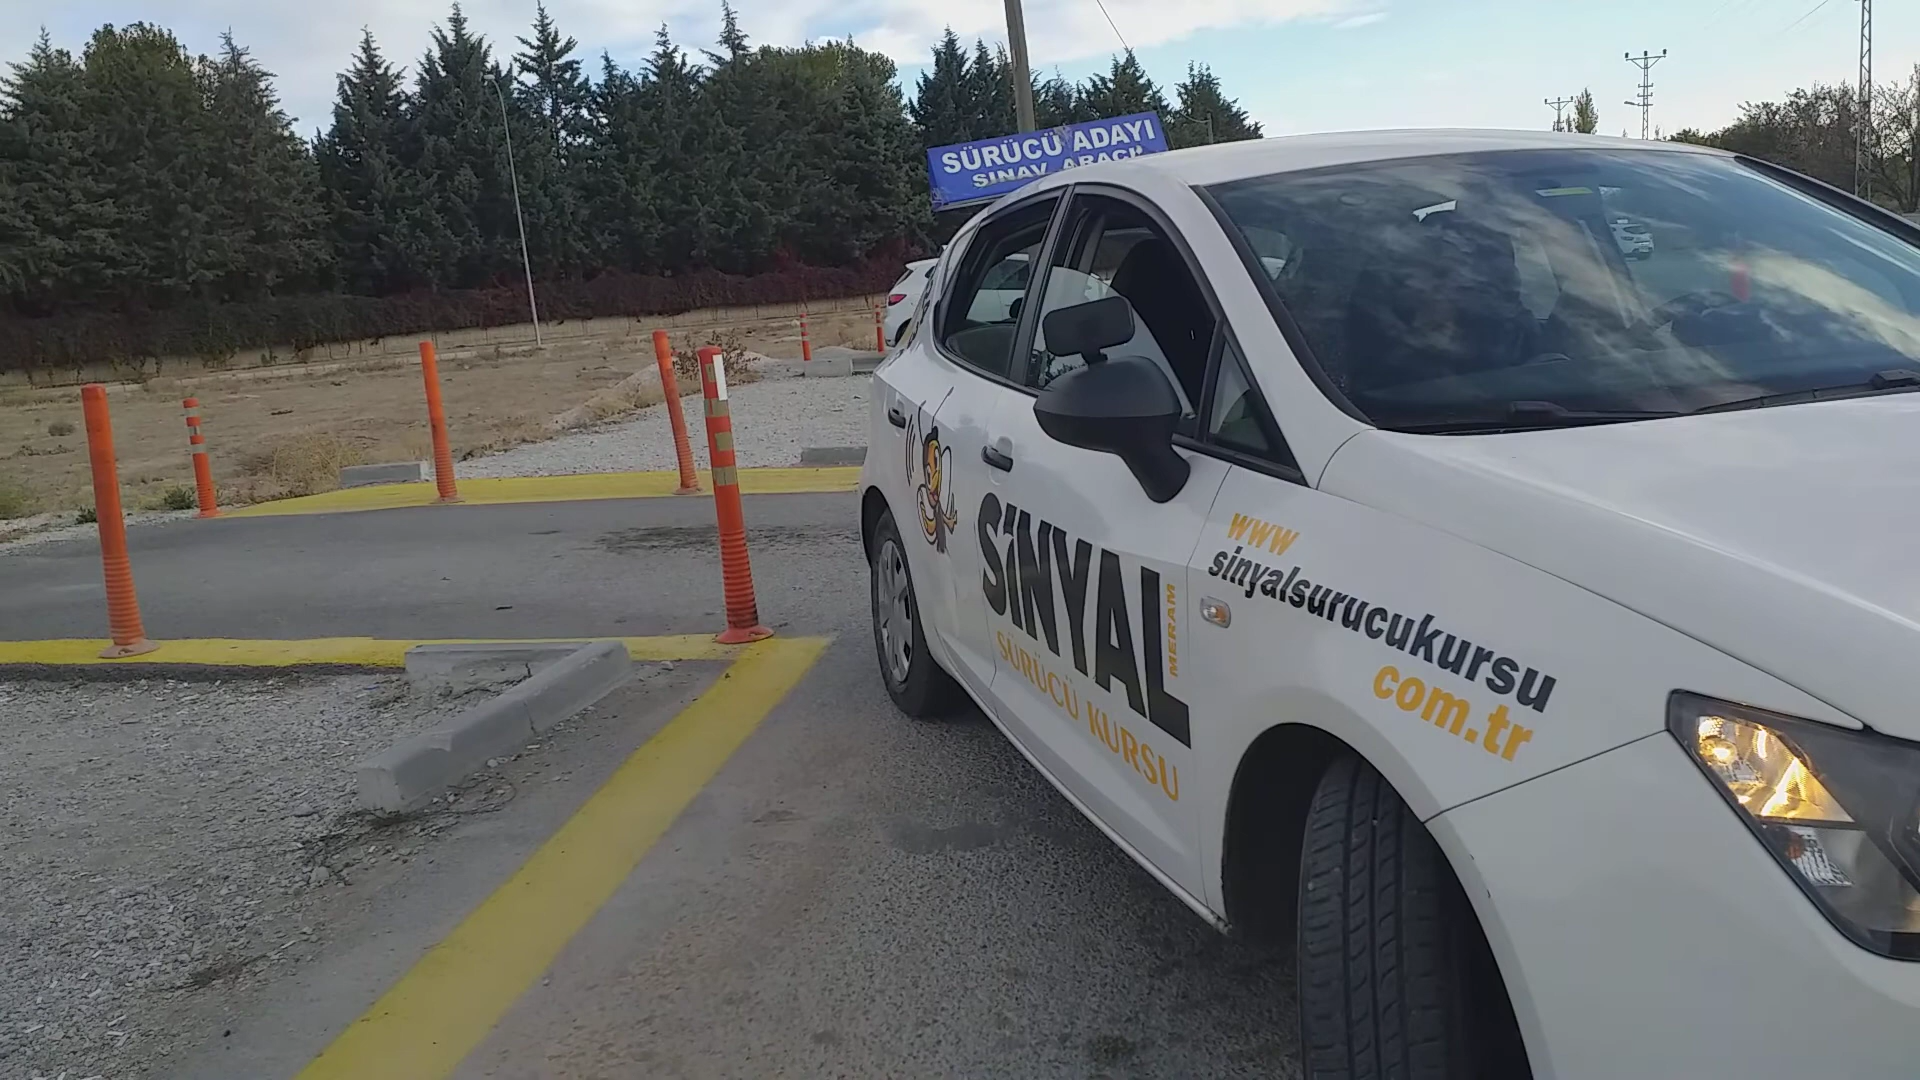 SÜRÜCÜ ADAYI
SINAV ARACI
SİNYAL
MERAM
SÜRÜCÜ KURSU
www
sinyalsurucukursu
com.tr